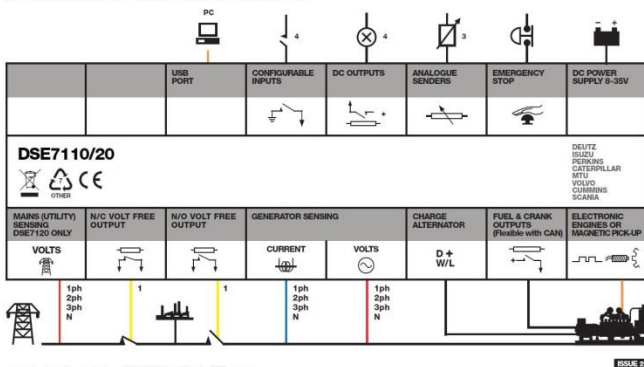 PC
4
4
3
- +
USB
PORT
CONFIGURABLE
INPUTS
DC OUTPUTS
ANALOGUE
SENDERS
EMERGENCY
STOP
DC POWER
SUPPLY 8-35V
+
DSE7110/20
7
OTHER
CE
DEUTZ
ISUZU
PERKINS
CATERPILLAR
MTU
VOLVO
CUMMINS
SCANIA
MAINS (UTILITY)
SENSING
DSE7120 ONLY
N/C VOLT FREE
OUTPUT
N/O VOLT FREE
OUTPUT
GENERATOR SENSING
CHARGE
ALTERNATOR
FUEL & CRANK
OUTPUTS
(Flexible with CAN)
ELECTRONIC
ENGINES OR
MAGNETIC PICK-UP
VOLTS
CURRENT
VOLTS
D +
W/L
+
1ph
2ph
3ph
N
1
1
1ph
2ph
3ph
N
1ph
2ph
3ph
N
ISSUE 2